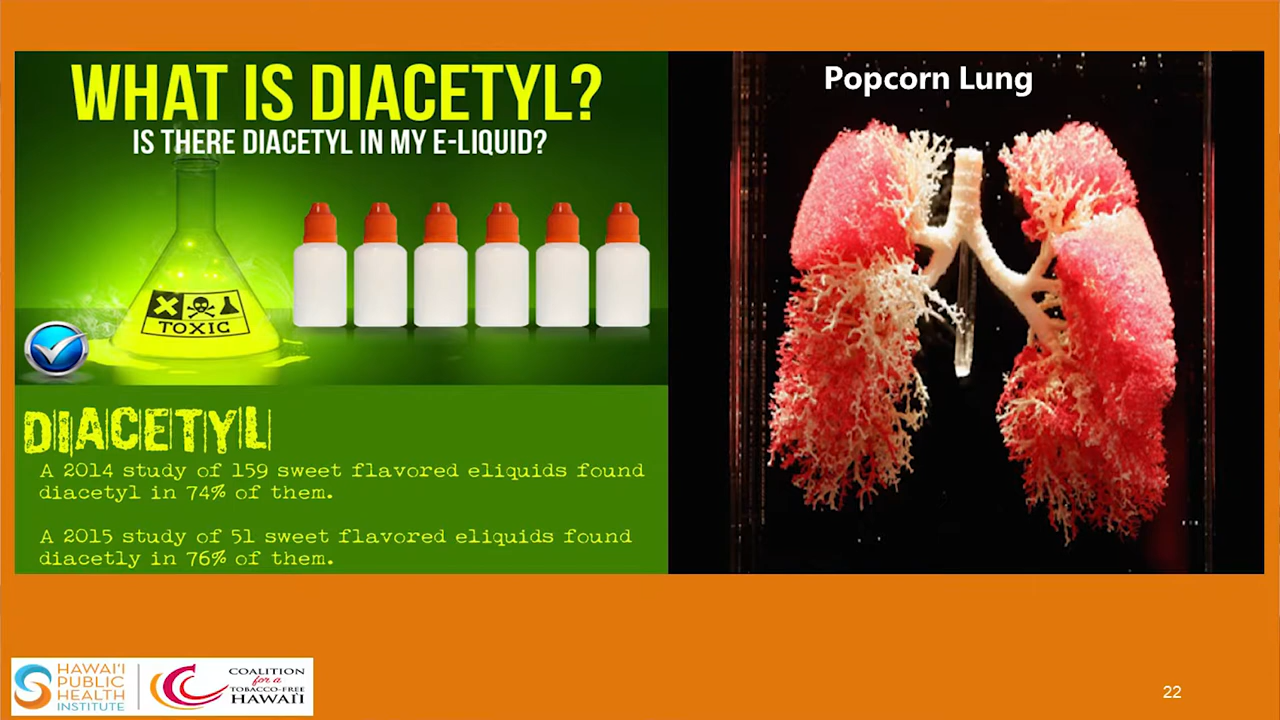 WHAT IS DIACETYL?
IS THERE DIACETYL IN MY E-LIQUID?
TOXIC
DIACETYL
A 2014 study of 159 sweet flavored eliquids found
diacetyl in 74% of them.
A 2015 study of 51 sweet flavored eliquids found
diacetly in 76% of them.
Popcorn Lung
HAWAI'I
PUBLIC
HEALTH
INSTITUTE
COALITION
for a
TOBACCO-FREE
HAWAI'I
22